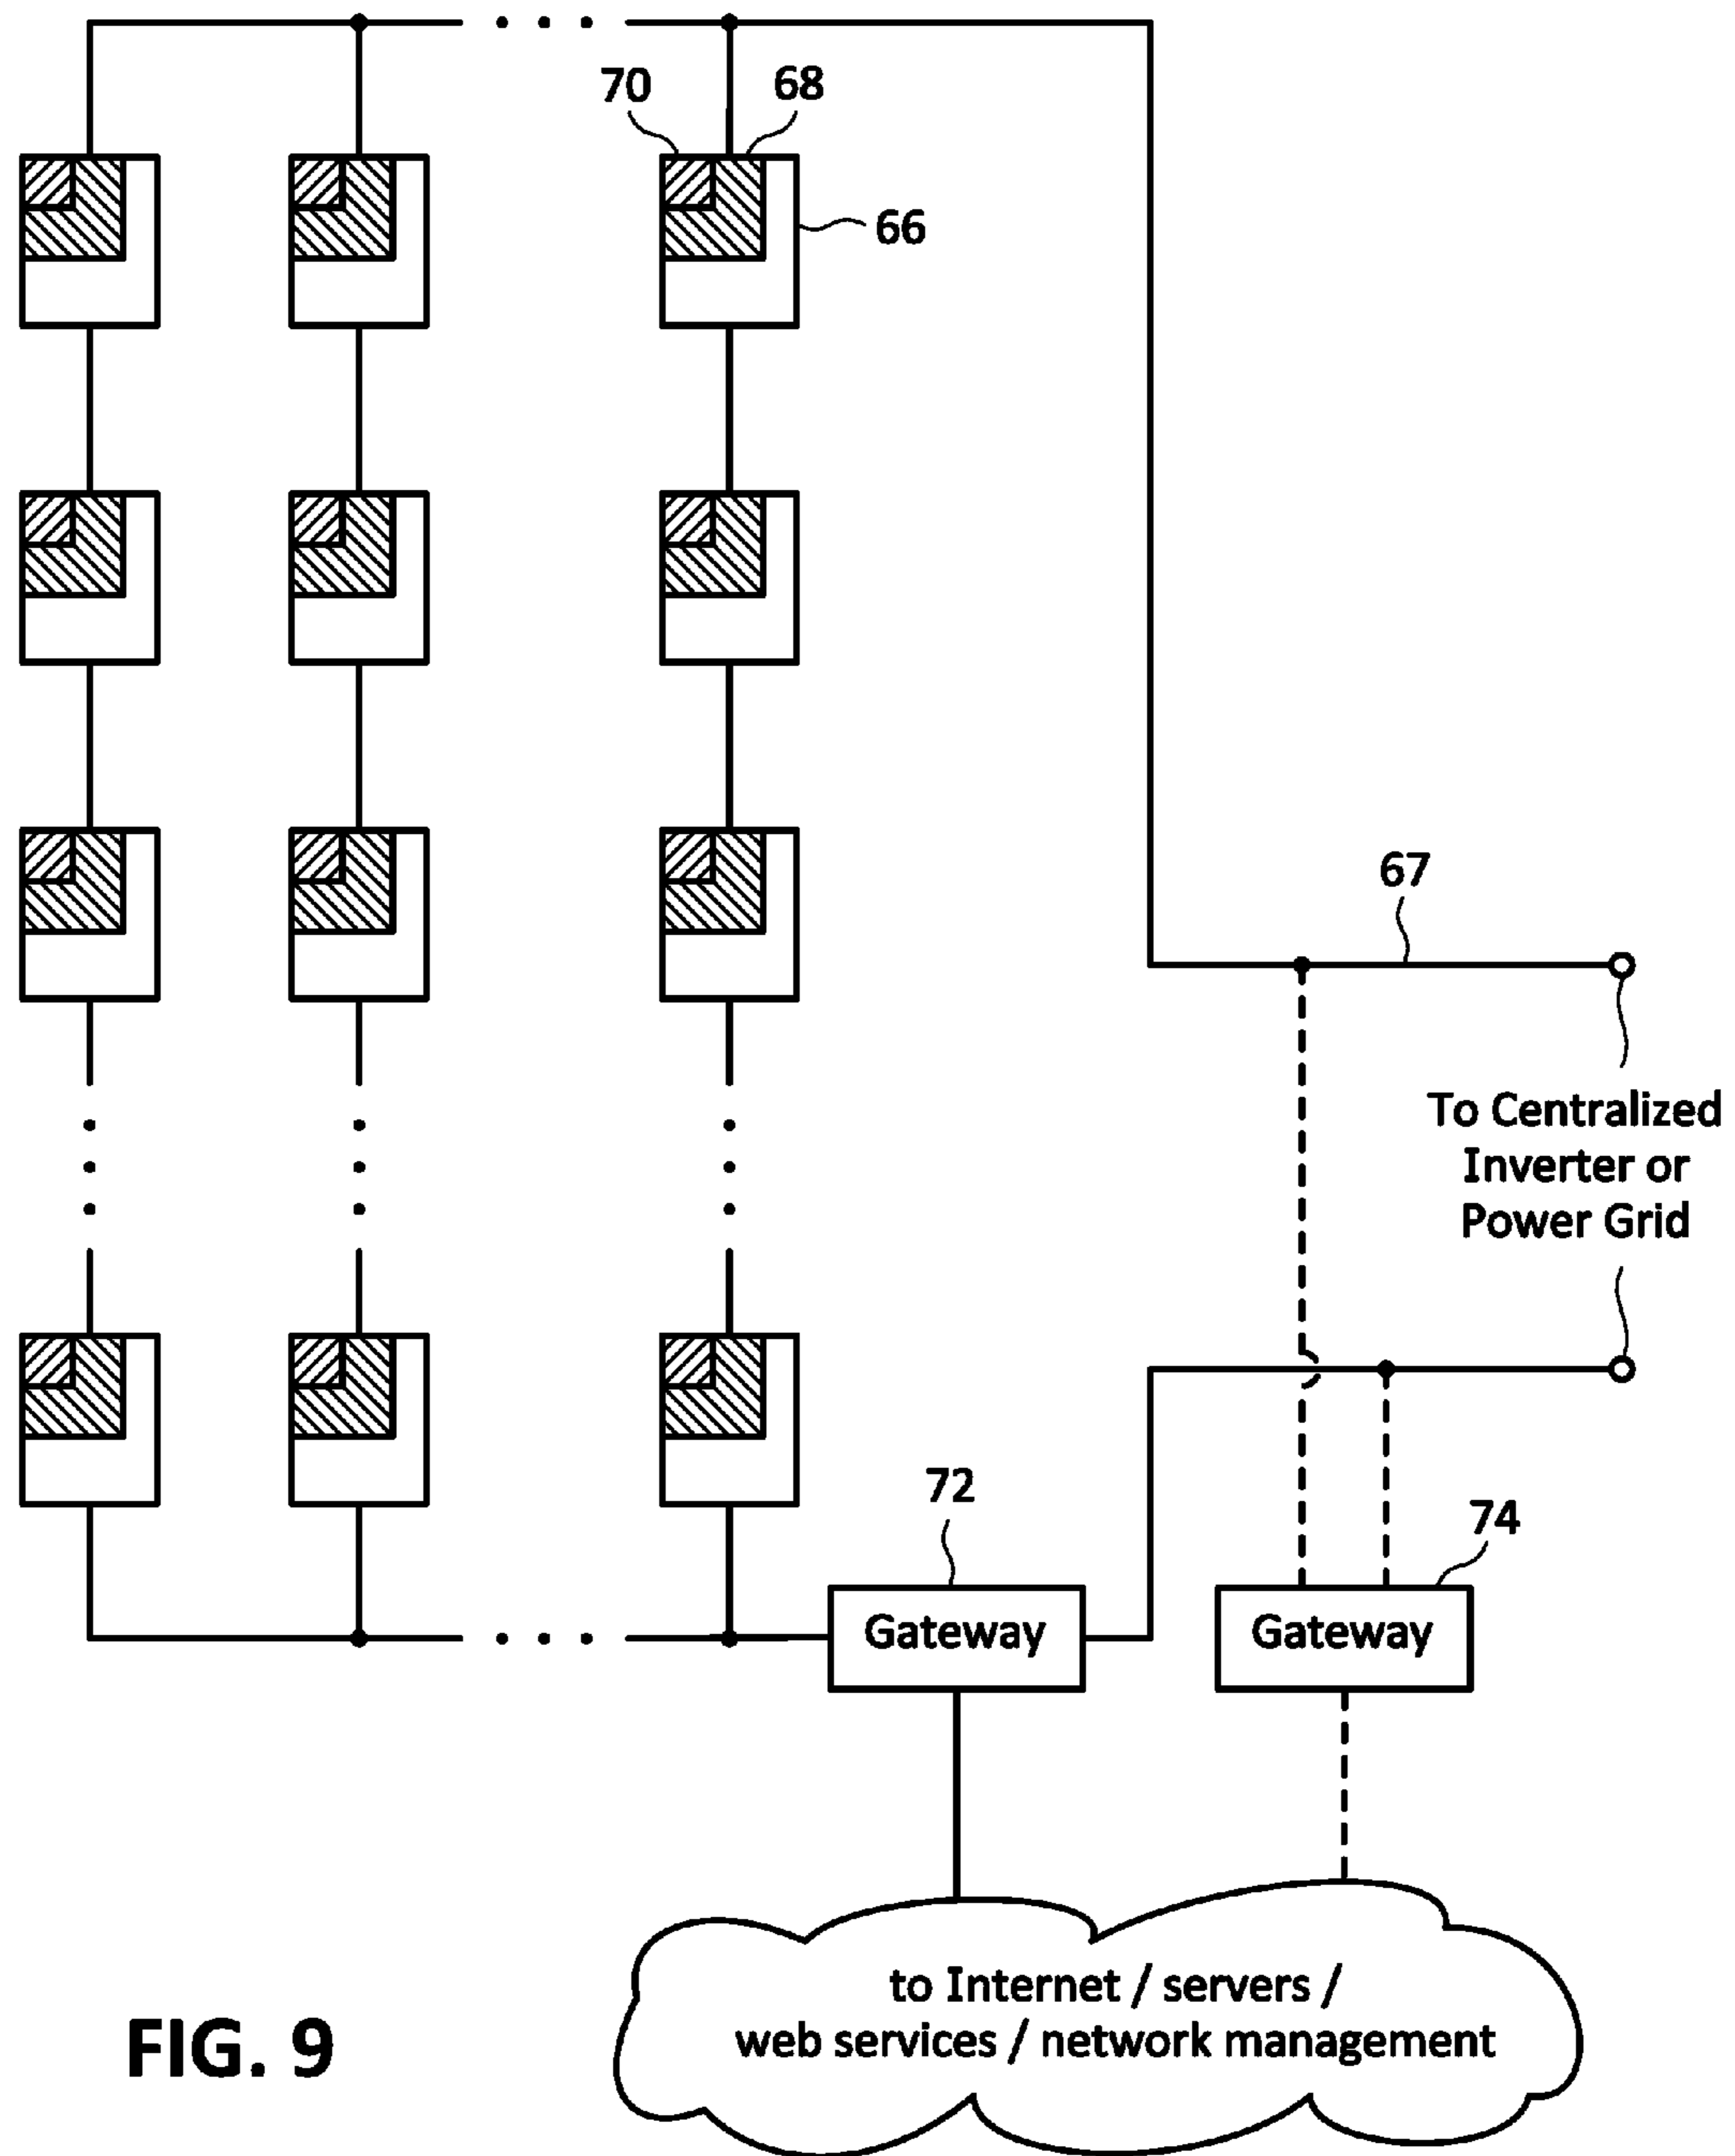 70
68
66
67
To Centralized
Inverter or
Power Grid
72
74
Gateway
Gateway
to Internet / servers /
web services / network management
FIG. 9